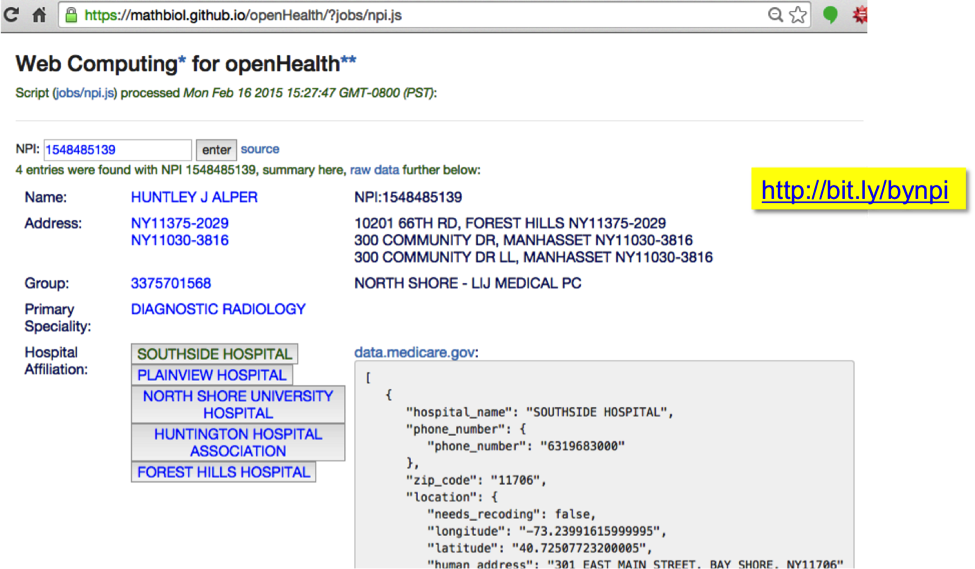 https://mathbiol.github.io/openHealth/?jobs/npi.js
Web Computing* for openHealth**
Script (jobs/npi.js) processed Mon Feb 16 2015 15:27:47 GMT-0800 (PST):
NPI: 1548485139 enter source
4 entries were found with NPI 1548485139, summary here, raw data further below:
http://bit.ly/bynpi
Name: HUNTLEY J ALPER NPI:1548485139
Address: NY11375-2029 10201 66TH RD, FOREST HILLS NY11375-2029
NY11030-3816 300 COMMUNITY DR, MANHASSET NY11030-3816
300 COMMUNITY DR LL, MANHASSET NY11030-3816
Group: 3375701568 NORTH SHORE - LIJ MEDICAL PC
Primary DIAGNOSTIC RADIOLOGY
Speciality:
Hospital
Affiliation:
SOUTHSIDE HOSPITAL
PLAINVIEW HOSPITAL
NORTH SHORE UNIVERSITY
HOSPITAL
HUNTINGTON HOSPITAL
ASSOCIATION
FOREST HILLS HOSPITAL
data.medicare.gov:
[
{
"hospital_name": "SOUTHSIDE HOSPITAL",
"phone_number": {
"phone_number": "6319683000"
},
"zip_code": "11706",
"location": {
"needs_recoding": false,
"longitude": "-73.23991615999995",
"latitude": "40.72507723200005",
"human_address": "301 EAST MAIN STREET, BAY SHORE, NY11706"